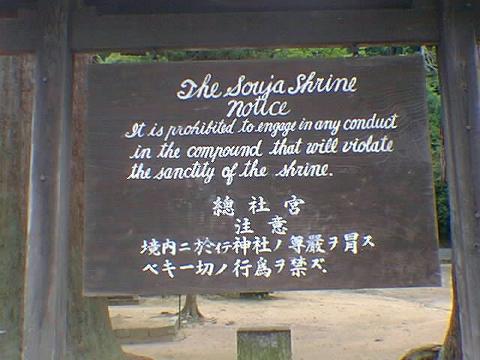 The Souja Shrine
Notice
It is prohibited to engage in any conduct
in the compound that will violate
the sanctity of the shrine.
總社宮
注意
境内ニ於テ神社ノ尊嚴ヲ冒ス
ベキ一切ノ行爲ヲ禁ズ